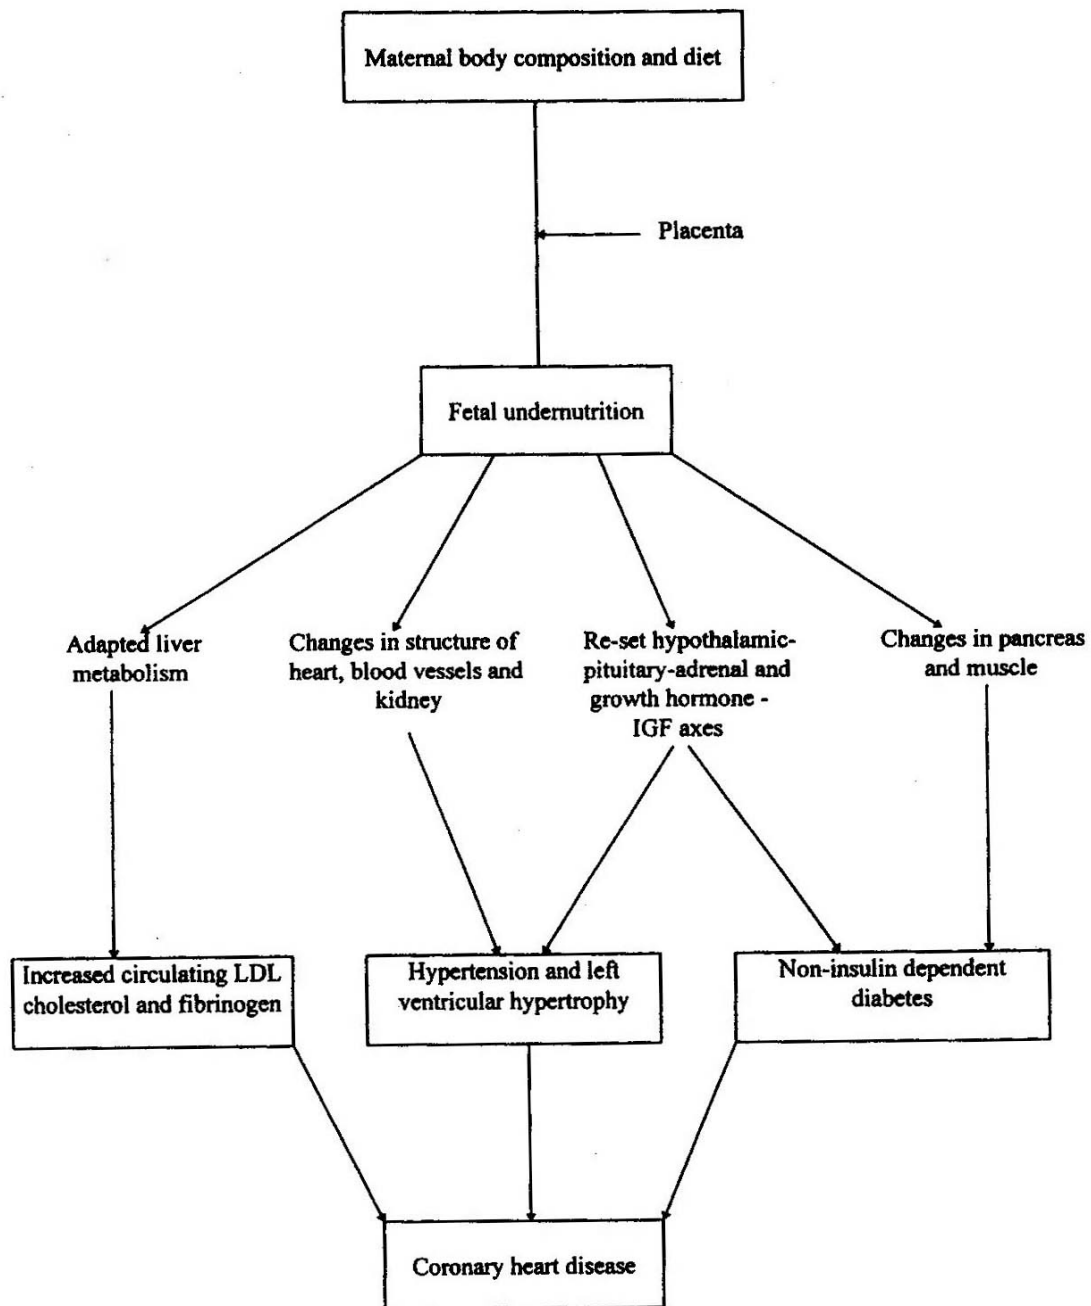 Maternal body composition and diet
Placenta
Fetal undernutrition
Adapted liver
metabolism
Changes in structure of
heart, blood vessels and
kidney
Re-set hypothalamic-
pituitary-adrenal and
growth hormone -
IGF axes
Changes in pancreas
and muscle
Increased circulating LDL
cholesterol and fibrinogen
Hypertension and left
ventricular hypertrophy
Non-insulin dependent
diabetes
Coronary heart disease